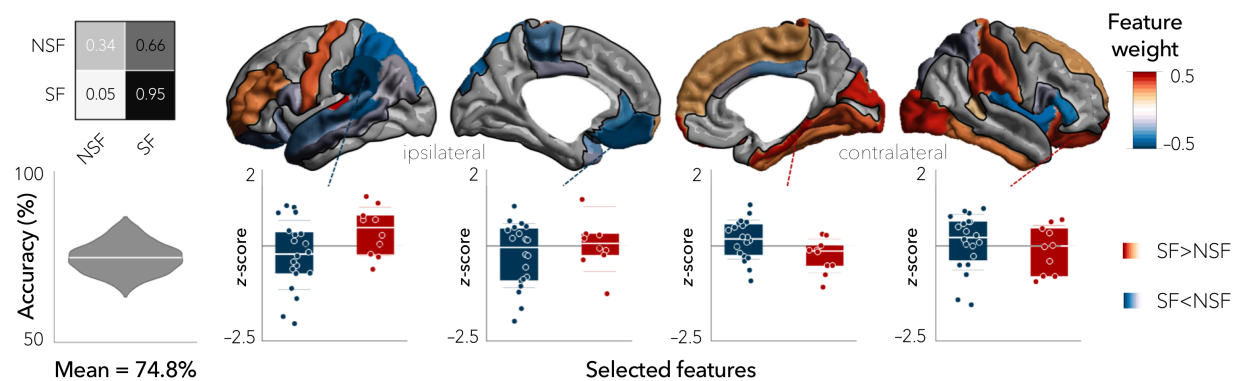 NSF 0.34 0.66
SF 0.05 0.95
NSF SF
100
Accuracy (%)
50
Mean = 74.8%
ipsilateral
contralateral
Feature
weight
0.5
−0.5
2
z-score
−2.5
2
z-score
−2.5
2
z-score
−2.5
2
z-score
−2.5
Selected features
SF>NSF
SF<NSF